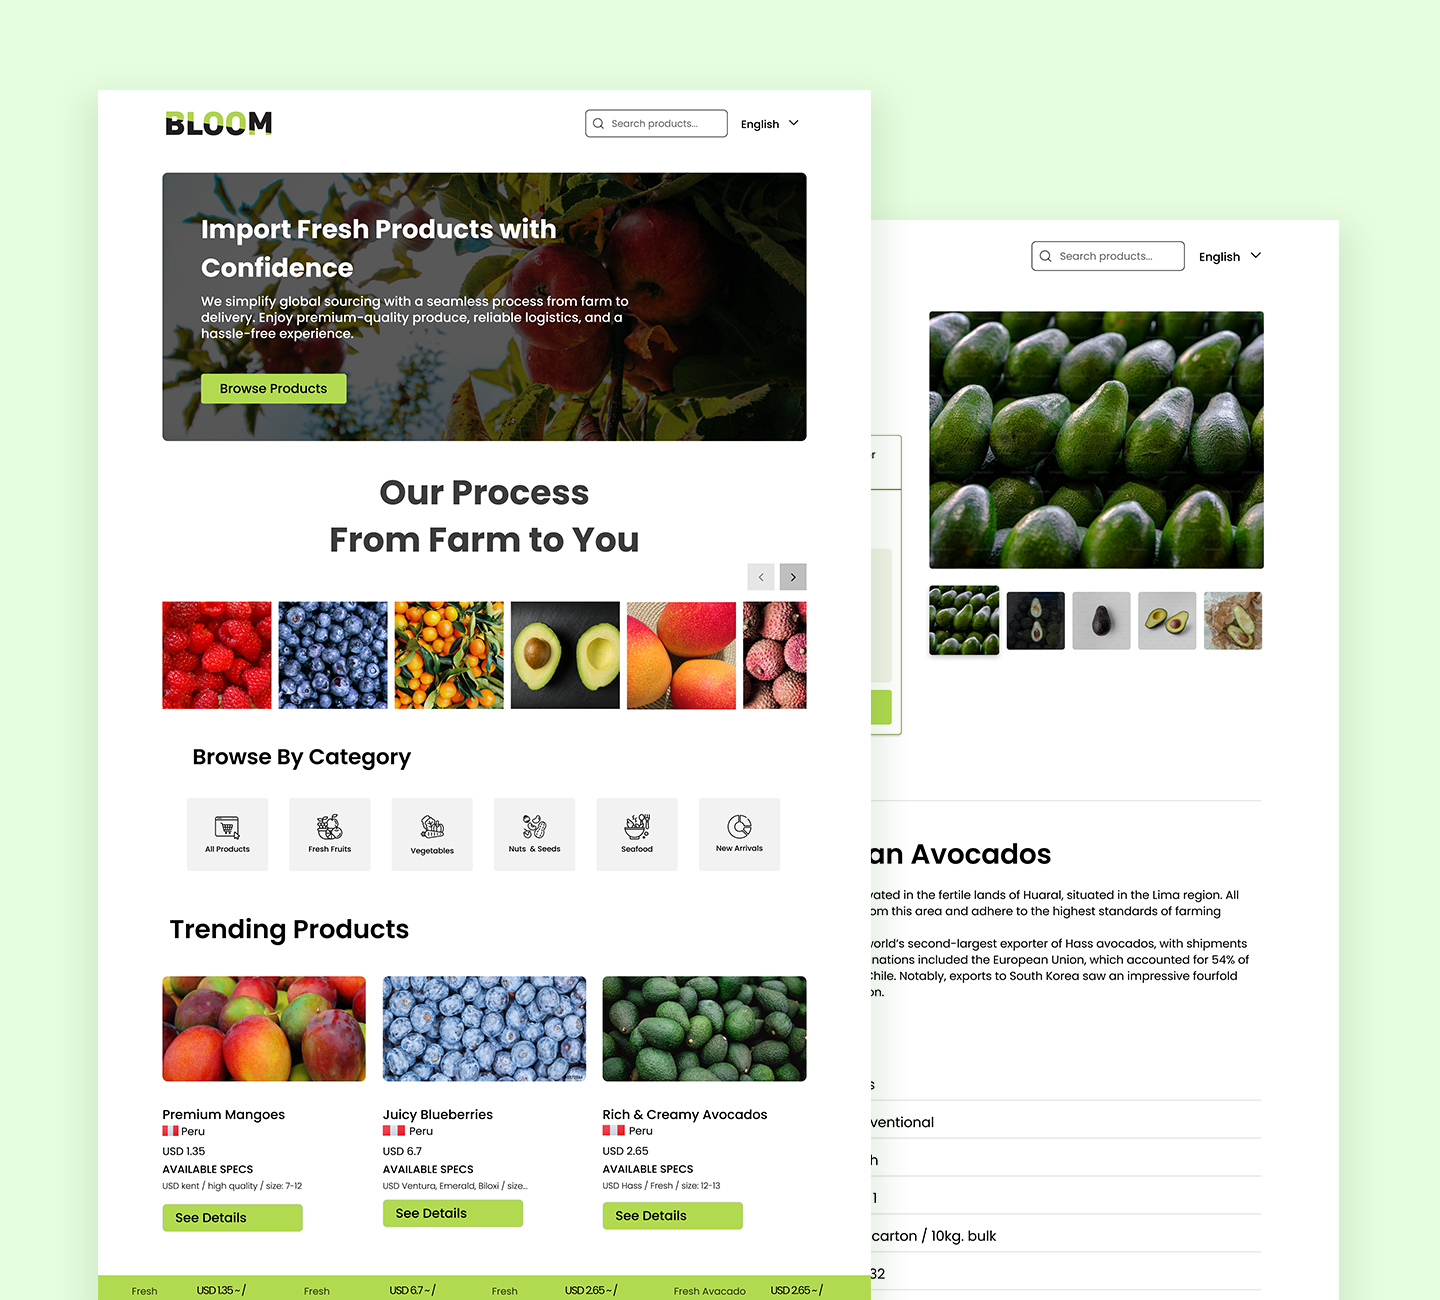 BLOOM
Search products...
English
Import Fresh Products with
Confidence
We simplify global sourcing with a seamless process from farm to
delivery. Enjoy premium-quality produce, reliable logistics, and a
hassle-free experience.
Browse Products
Our Process
From Farm to You
Browse By Category
All Products
Fresh Fruits
Vegetables
Nuts & Seeds
Seafood
New Arrivals
Trending Products
Premium Mangoes
Peru
USD 1.35
AVAILABLE SPECS
USD kent / high quality / size: 7-12
See Details
Juicy Blueberries
Peru
USD 6.7
AVAILABLE SPECS
USD Ventura, Emerald, Biloxi / size...
See Details
Rich & Creamy Avocados
Peru
USD 2.65
AVAILABLE SPECS
USD Hass / Fresh / size: 12-13
See Details
Fresh USD 1.35 ~ / Fresh USD 6.7 ~ / Fresh USD 2.65 ~ / Fresh Avacado USD 2.65 ~ /
Search products...
English
r
an Avocados
vated in the fertile lands of Huaral, situated in the Lima region. All
om this area and adhere to the highest standards of farming
world's second-largest exporter of Hass avocados, with shipments
nations included the European Union, which accounted for 54% of
Chile. Notably, exports to South Korea saw an impressive fourfold
on.
s
ventional
h
1
carton / 10kg. bulk
32